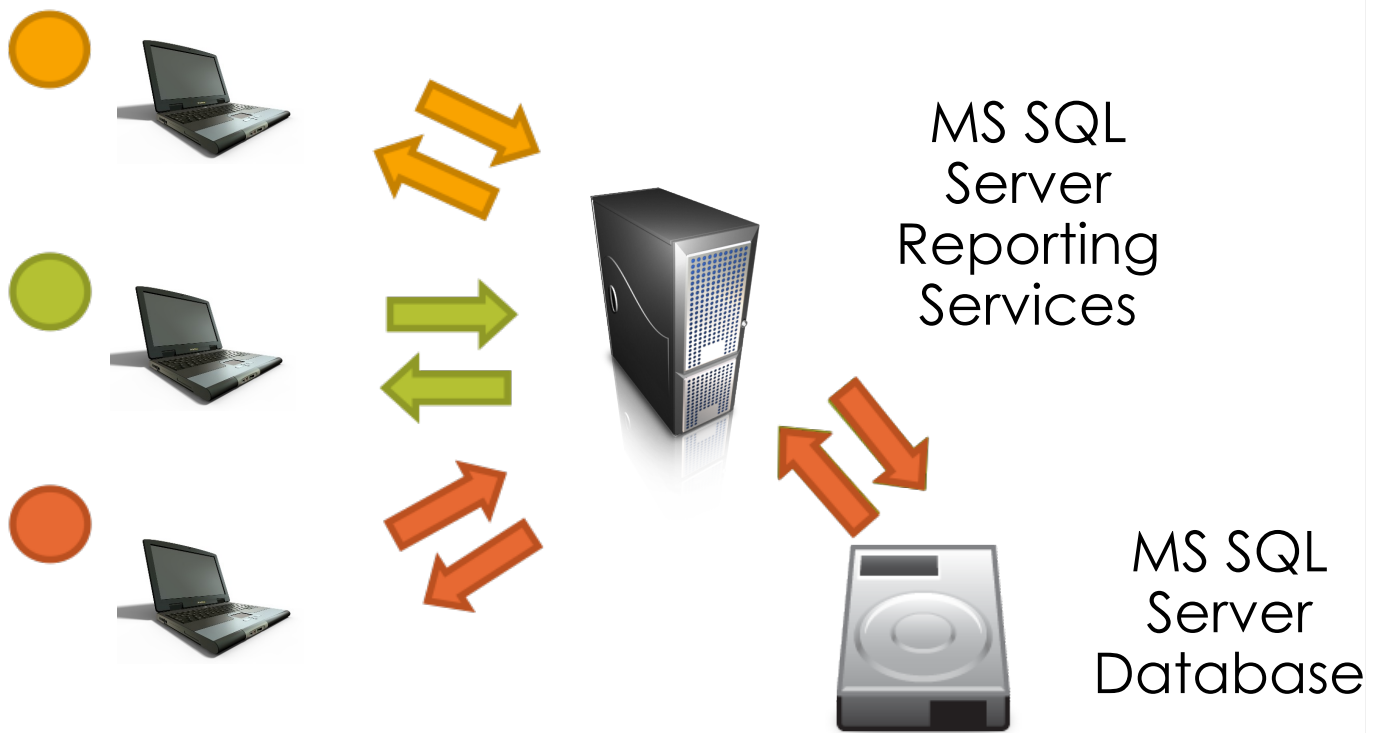 MS SQL
Server
Reporting
Services
MS SQL
Server
Database